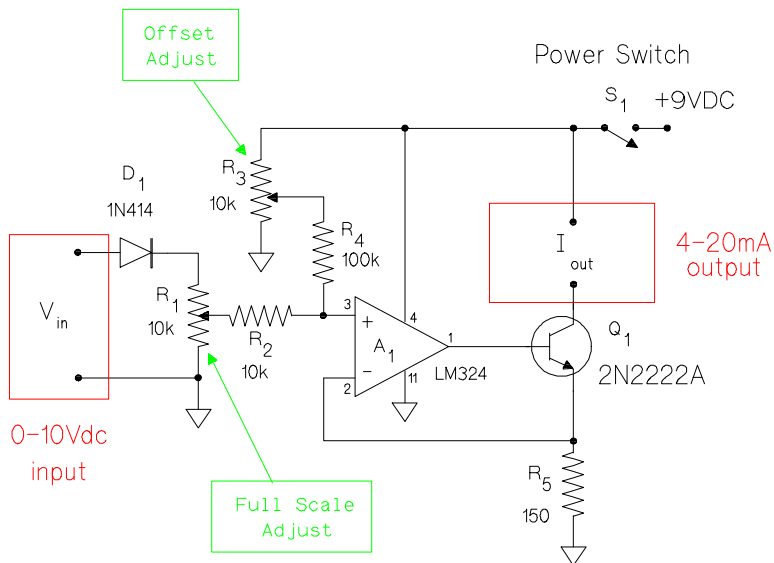 Offset
Adjust
Power Switch
S1
+9VDC
R3
10k
D1
1N414
R4
100k
I out
4-20mA
output
Vin
R1
10k
R2
10k
3
+
4
A1
1
2
-
11
LM324
Q1
2N2222A
0-10Vdc
input
R5
150
Full Scale
Adjust